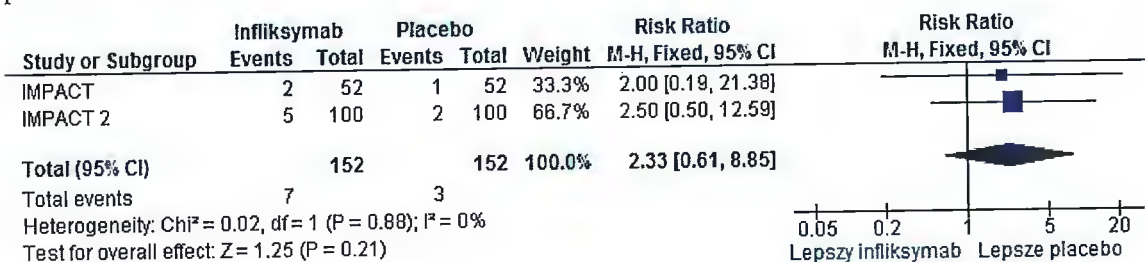 Infliksymab Placebo Risk Ratio Risk Ratio
Study or Subgroup Events Total Events Total Weight M-H, Fixed, 95% CI M-H, Fixed, 95% CI
IMPACT 2 52 1 52 33.3% 2.00 [0.19, 21.38]
IMPACT 2 5 100 2 100 66.7% 2.50 [0.50, 12.59]
Total (95% CI) 152 152 100.0% 2.33 [0.61, 8.85]
Total events 7 3
Heterogeneity: Chi² = 0.02, df = 1 (P = 0.88); I² = 0%
Test for overall effect: Z = 1.25 (P = 0.21)
0.05 0.2 1 5 20
Lepszy infliksymab Lepsze placebo